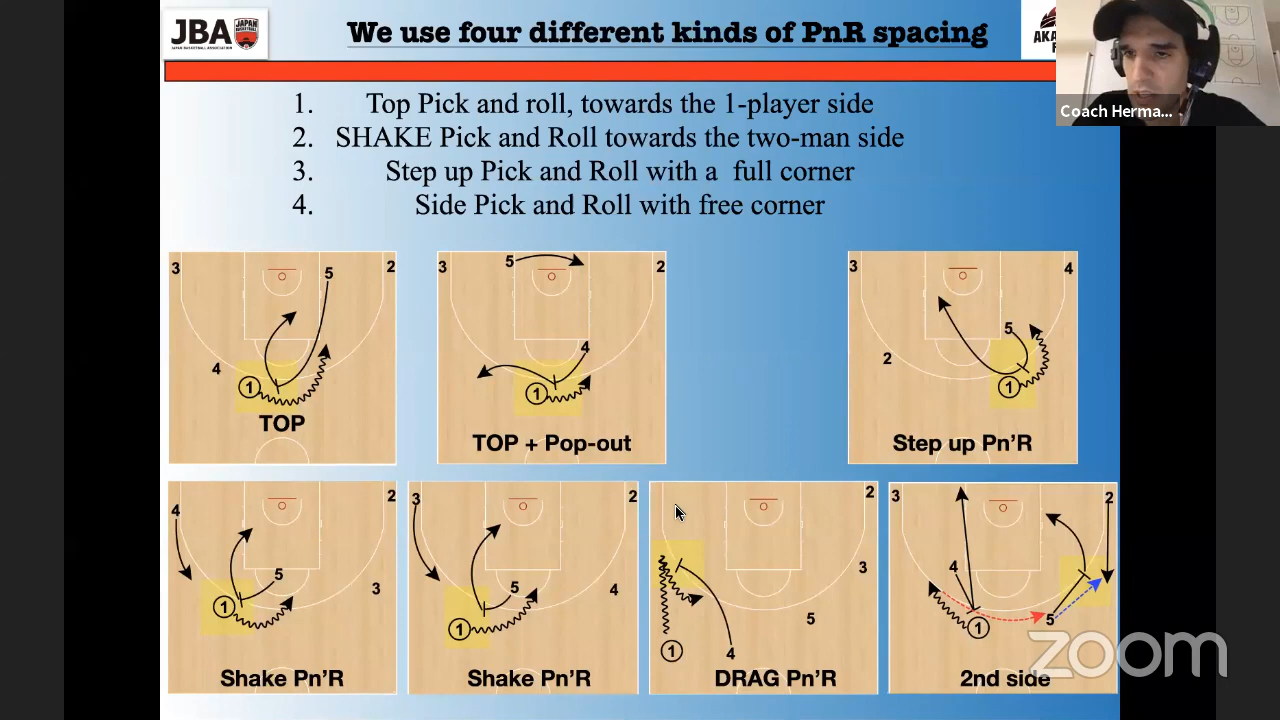 JBA
JAPAN BASKETBALL ASSOCIATION
JAPAN
BASKETBALL
We use four different kinds of PnR spacing
AKA
Coach Herma...
1. Top Pick and roll, towards the 1-player side
2. SHAKE Pick and Roll towards the two-man side
3. Step up Pick and Roll with a full corner
4. Side Pick and Roll with free corner
3 5 2
4 1
TOP
3 5 2
4
1
TOP + Pop-out
3 4
5
2
1
Step up Pn'R
4 2
5 3
1
Shake Pn'R
3 2
5 4
1
Shake Pn'R
2
3
5
1 4
DRAG Pn'R
3 2
4
5
1
2nd side
zoom